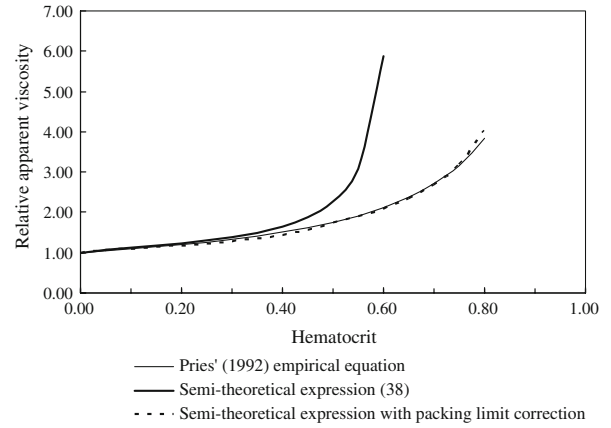 7.00
6.00
5.00
4.00
3.00
2.00
1.00
0.00
Relative apparent viscosity
0.00 0.20 0.40 0.60 0.80 1.00
Hematocrit
Pries' (1992) empirical equation
Semi-theoretical expression (38)
Semi-theoretical expression with packing limit correction